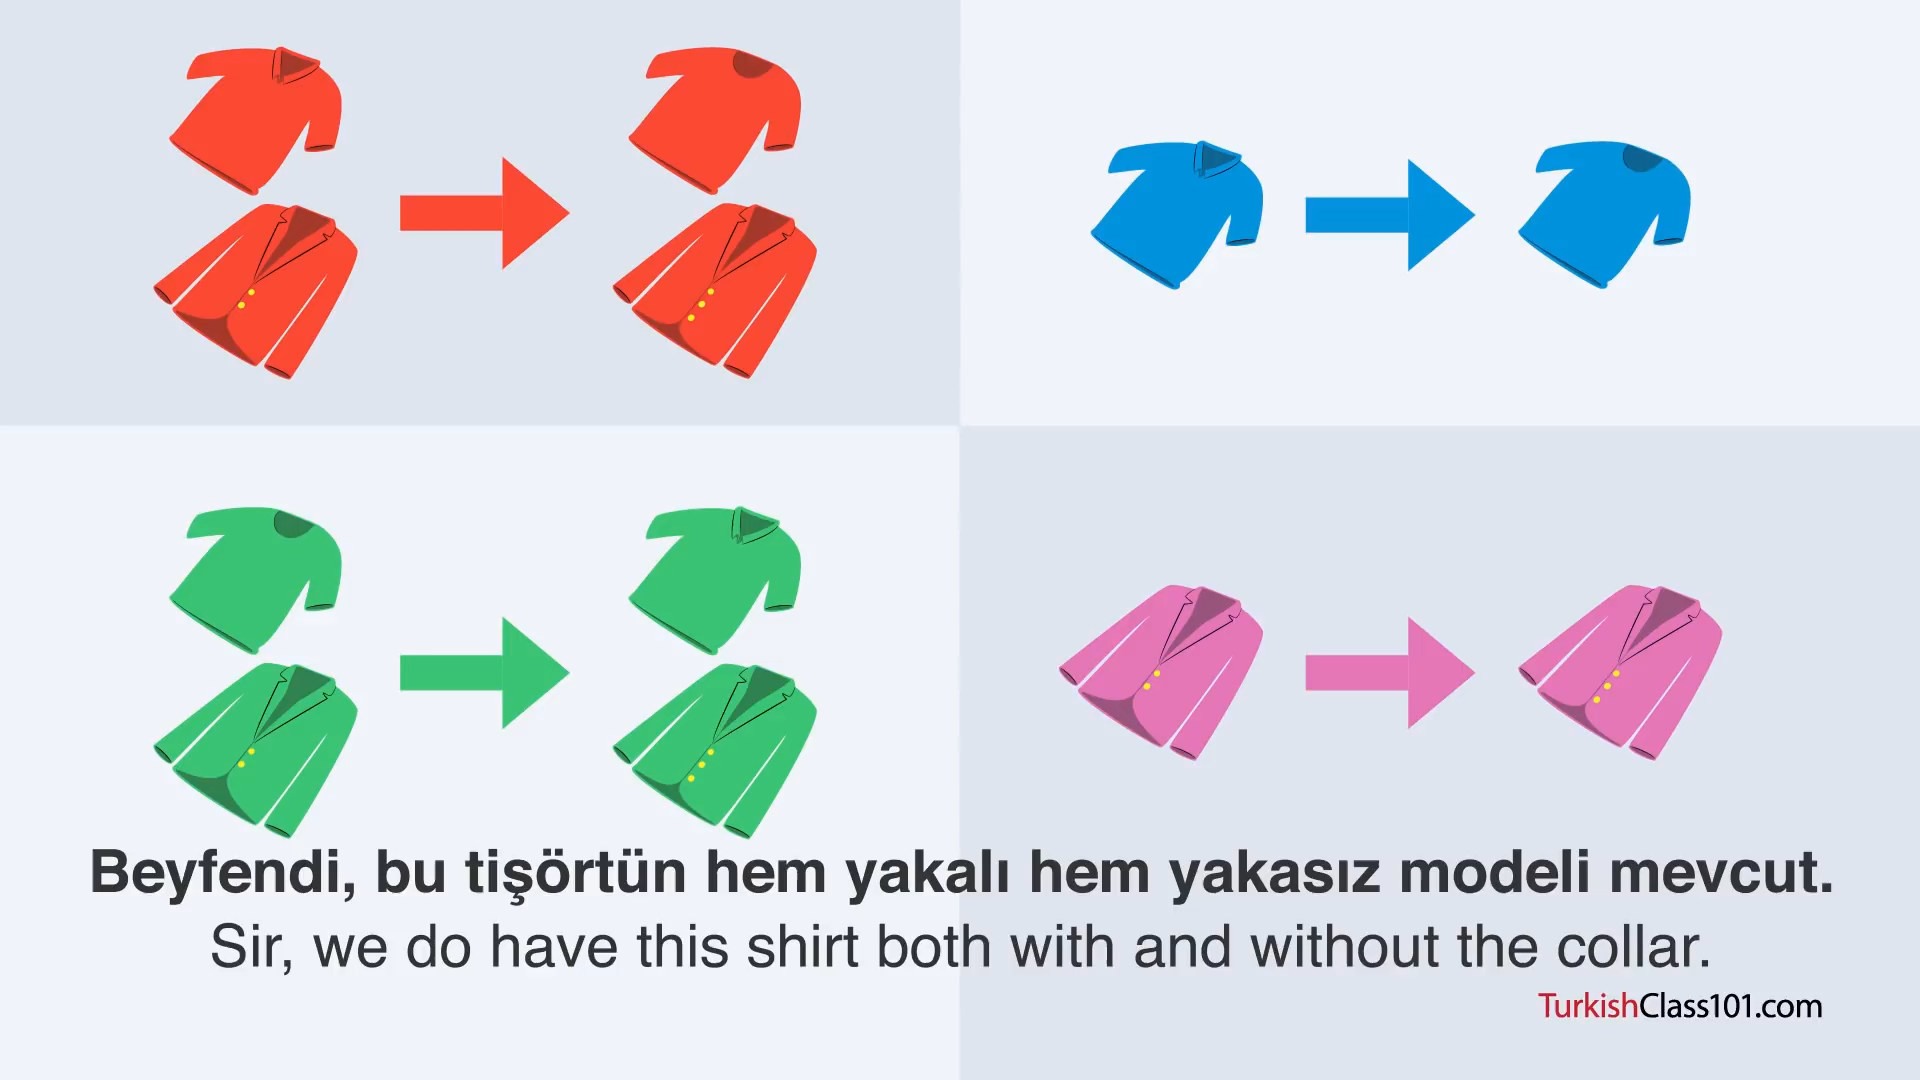 Beyfendi, bu tişörtün hem yakalı hem yakasız modeli mevcut.
Sir, we do have this shirt both with and without the collar.
TurkishClass101.com